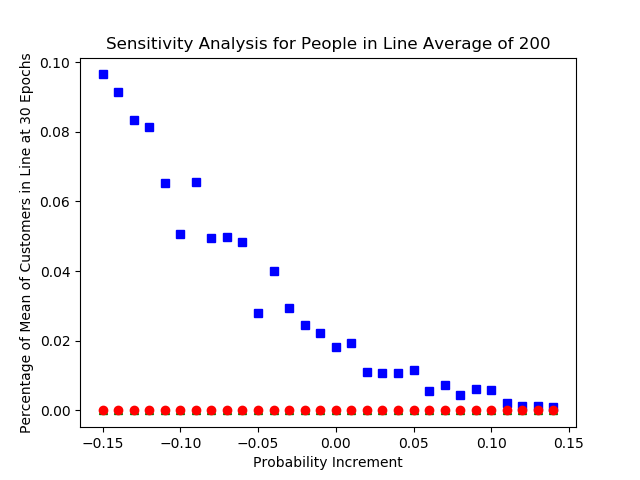 Sensitivity Analysis for People in Line Average of 200
Percentage of Mean of Customers in Line at 30 Epochs
0.10
0.08
0.06
0.04
0.02
0.00
−0.15 −0.10 −0.05 0.00 0.05 0.10 0.15
Probability Increment